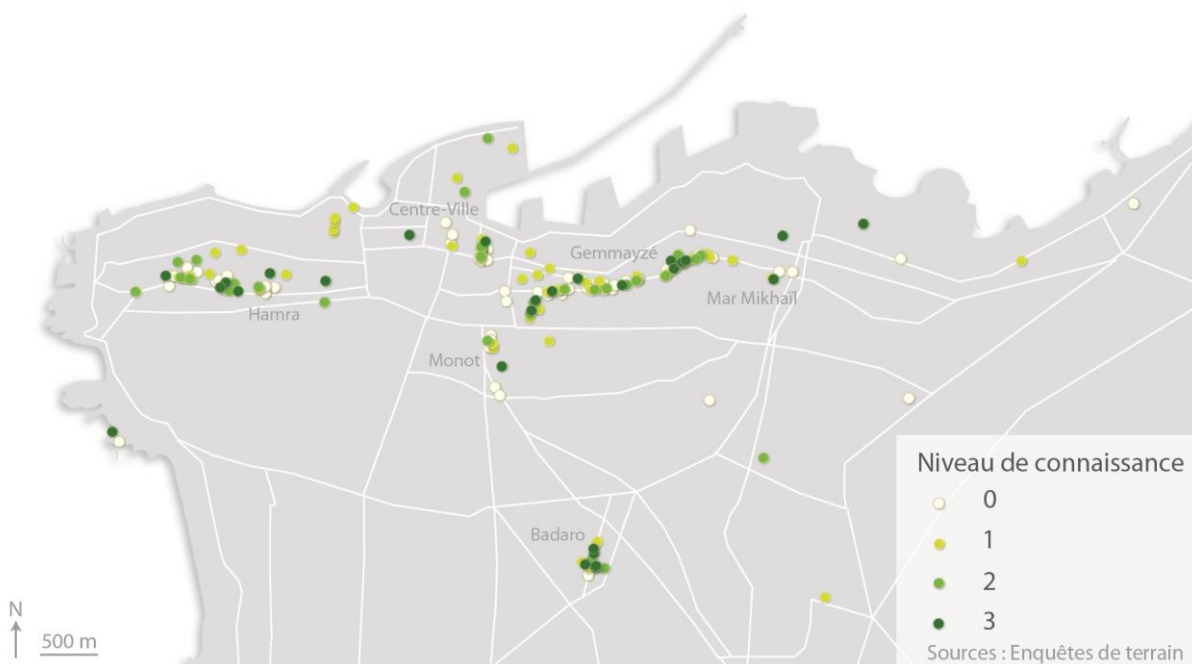 Centre-Ville
Gemmayzé
Hamra
Mar Mikhaïl
Monot
Badaro
Niveau de connaissance
0
1
2
3
Sources : Enquêtes de terrain
N
500 m